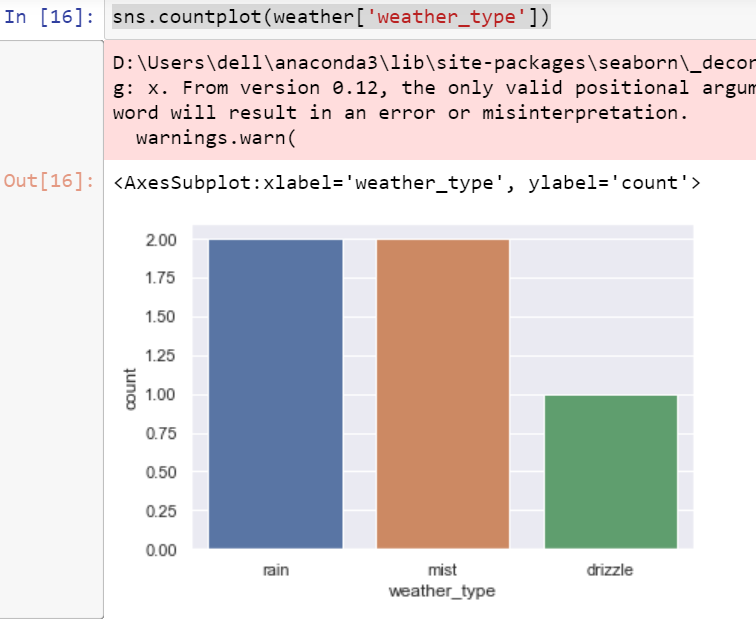 In [16]: sns.countplot(weather['weather_type'])
D:\Users\dell\anaconda3\lib\site-packages\seaborn\_decor
g: x. From version 0.12, the only valid positional argum
word will result in an error or misinterpretation.
warnings.warn(
Out[16]: <AxesSubplot:xlabel='weather_type', ylabel='count'>
2.00
1.75
1.50
1.25
1.00
0.75
0.50
0.25
0.00
count
rain mist drizzle
weather_type